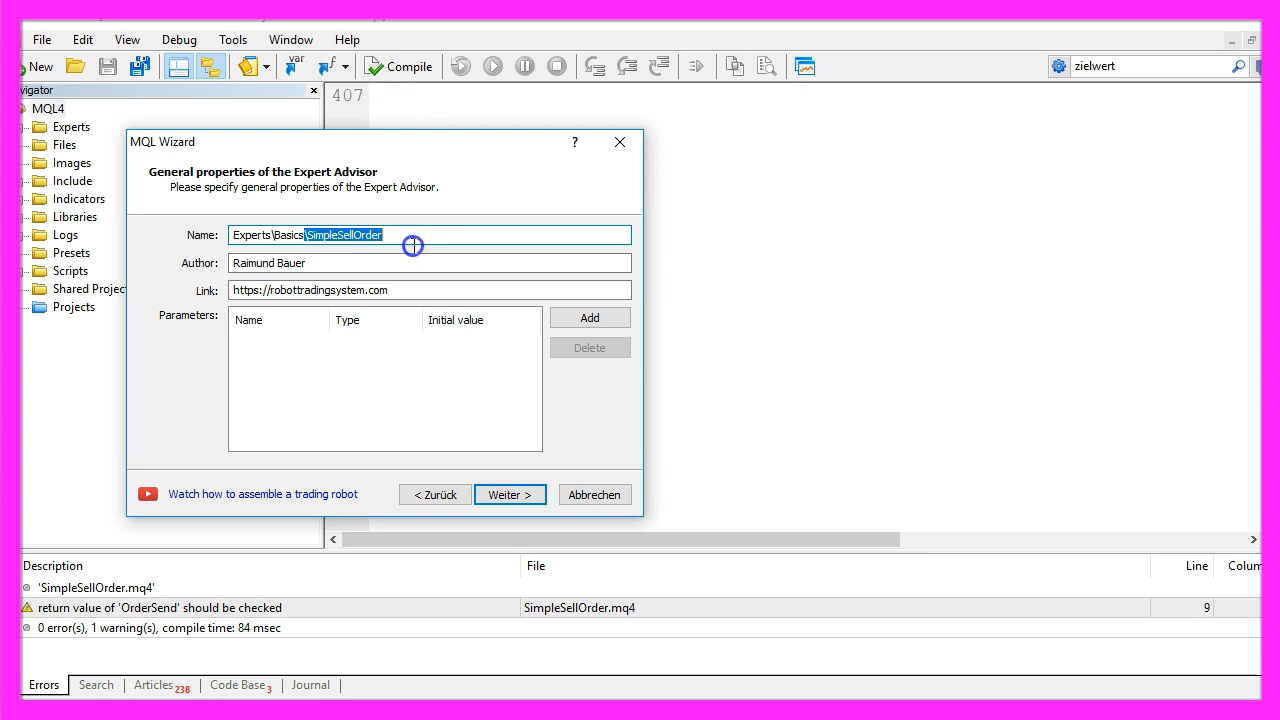 File Edit View Debug Tools Window Help
New Compile zielwert
vigator
MQL4
Experts
Files
Images
Include
Indicators
Libraries
Logs
Presets
Scripts
Shared Projec
Projects
407
MQL Wizard ?
General properties of the Expert Advisor
Please specify general properties of the Expert Advisor.
Name: Experts\Basics\SimpleSellOrder
Author: Raimund Bauer
Link: https://robottradingsystem.com
Parameters: Name Type Initial value Add
Delete
Watch how to assemble a trading robot < Zurück Weiter > Abbrechen
Description File Line Colum
'SimpleSellOrder.mq4'
return value of 'OrderSend' should be checked SimpleSellOrder.mq4 9
0 error(s), 1 warning(s), compile time: 84 msec
Errors Search Articles 238 Code Base 3 Journal